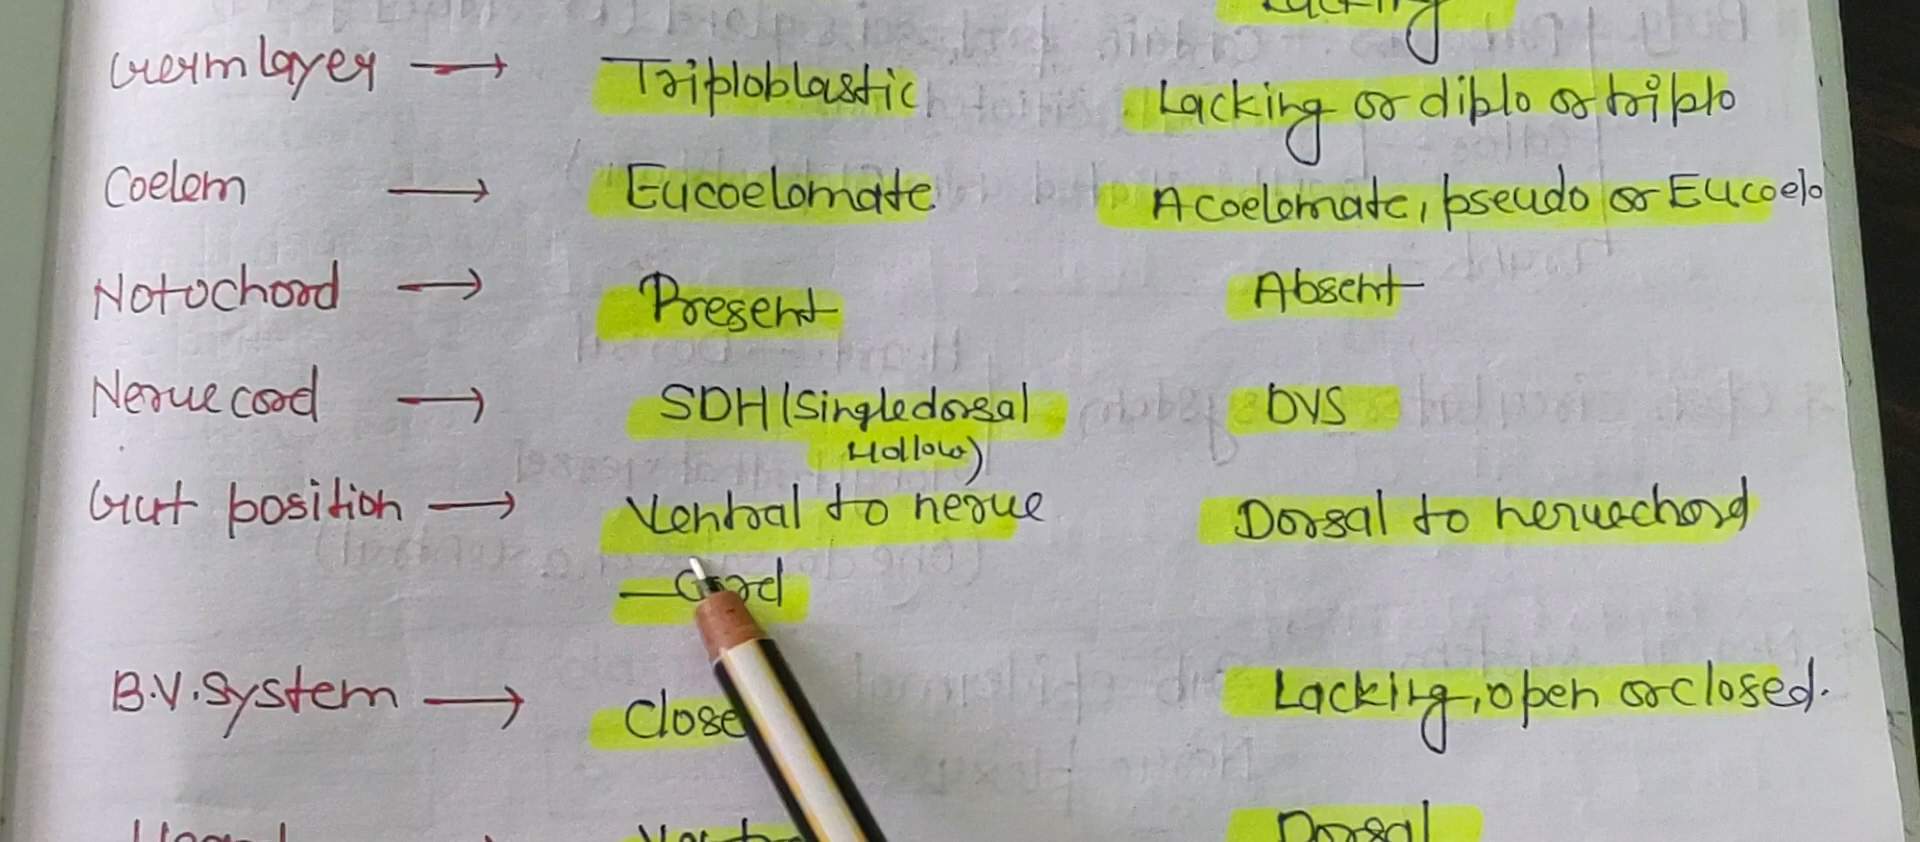 Lacking
Germ layer → Triploblastic Lacking or diplo or triplo
Coelom → Eucoelomate. Acoelomate, pseudo or Eucoelo
Notochord → Present Absent
Nerve cord → SDH (Single dorsal DVS
Hollow)
Gut position → Ventral to nerve Dorsal to nervechord
— Cord
B.V. System → Close Lacking, open or closed.
Dorsal